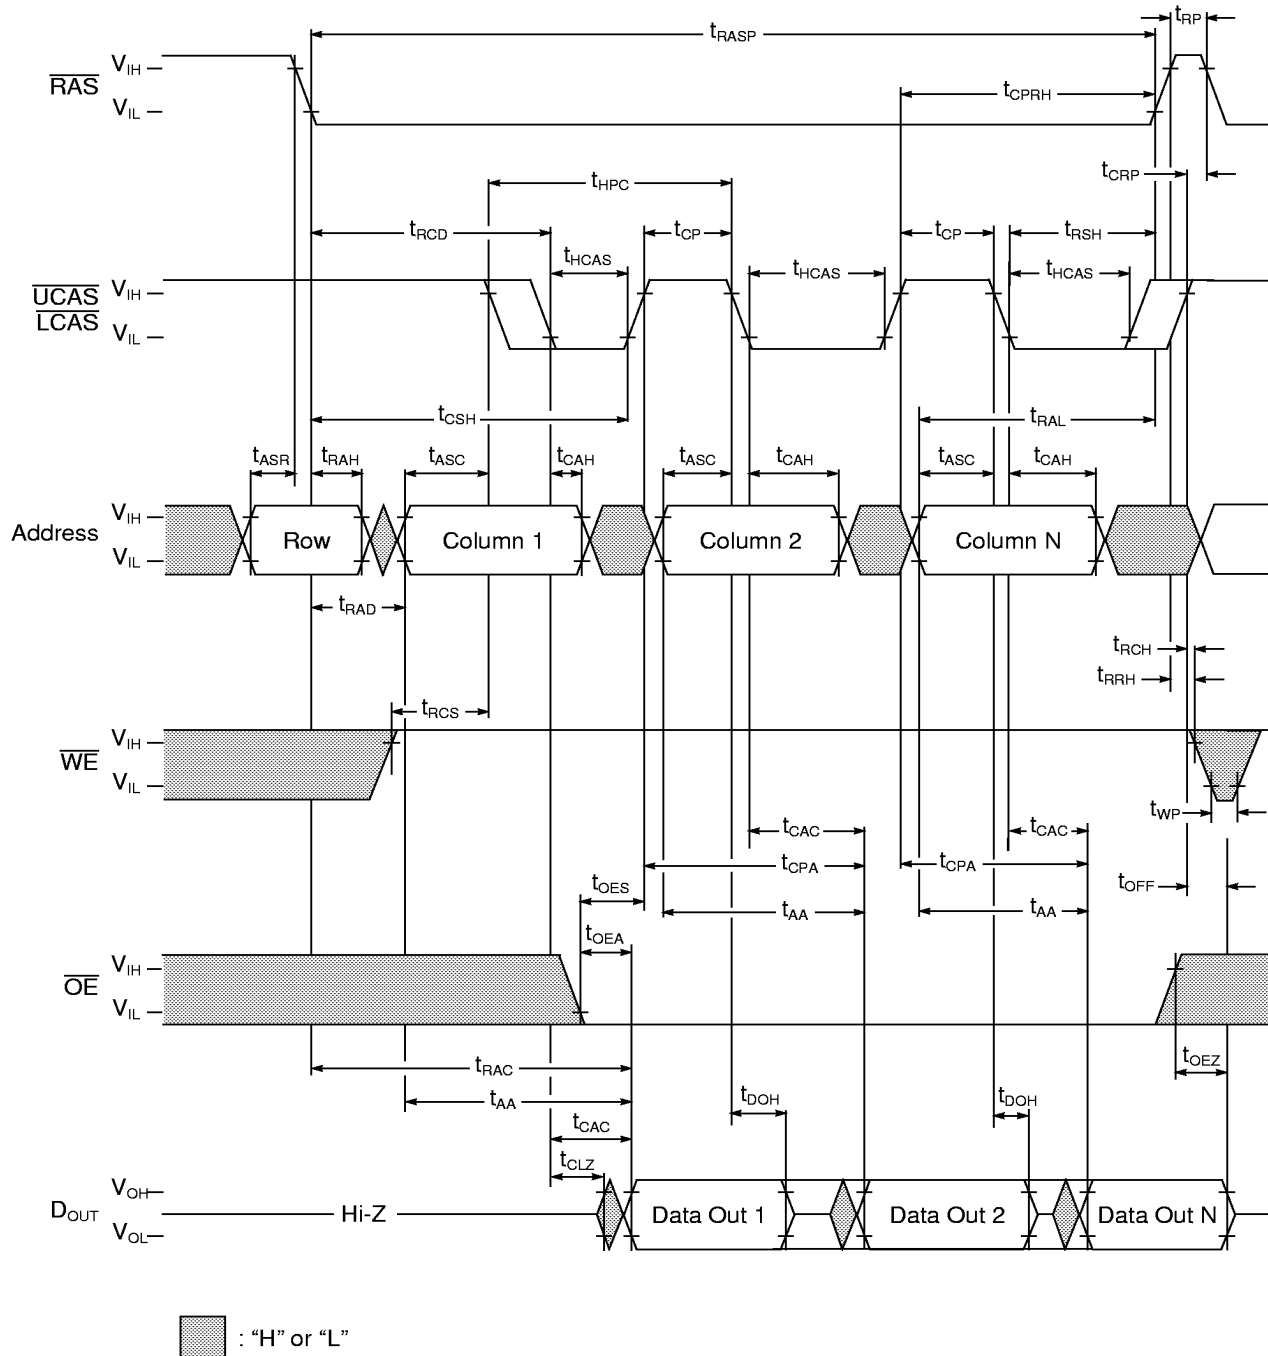 tRP
tRASP
VIH
RAS
VIL
tCPRH
tCRP
tHPC
tRCD
tCP
tCP
tRSH
tHCAS
tHCAS
tHCAS
UCAS
VIH
LCAS
VIL
tCSH
tRAL
tASR
tRAH
tASC
tCAH
tASC
tCAH
tASC
tCAH
VIH
Address
Row
Column 1
Column 2
Column N
VIL
tRAD
tRCH
tRRH
tRCS
VIH
WE
VIL
tWP
tCAC
tCAC
tCPA
tCPA
tOES
tOFF
tAA
tAA
tOEA
VIH
OE
VIL
tRAC
tOEZ
tAA
tDOH
tDOH
tCAC
tCLZ
VOH
DOUT
Hi-Z
Data Out 1
Data Out 2
Data Out N
VOL
: “H” or “L”